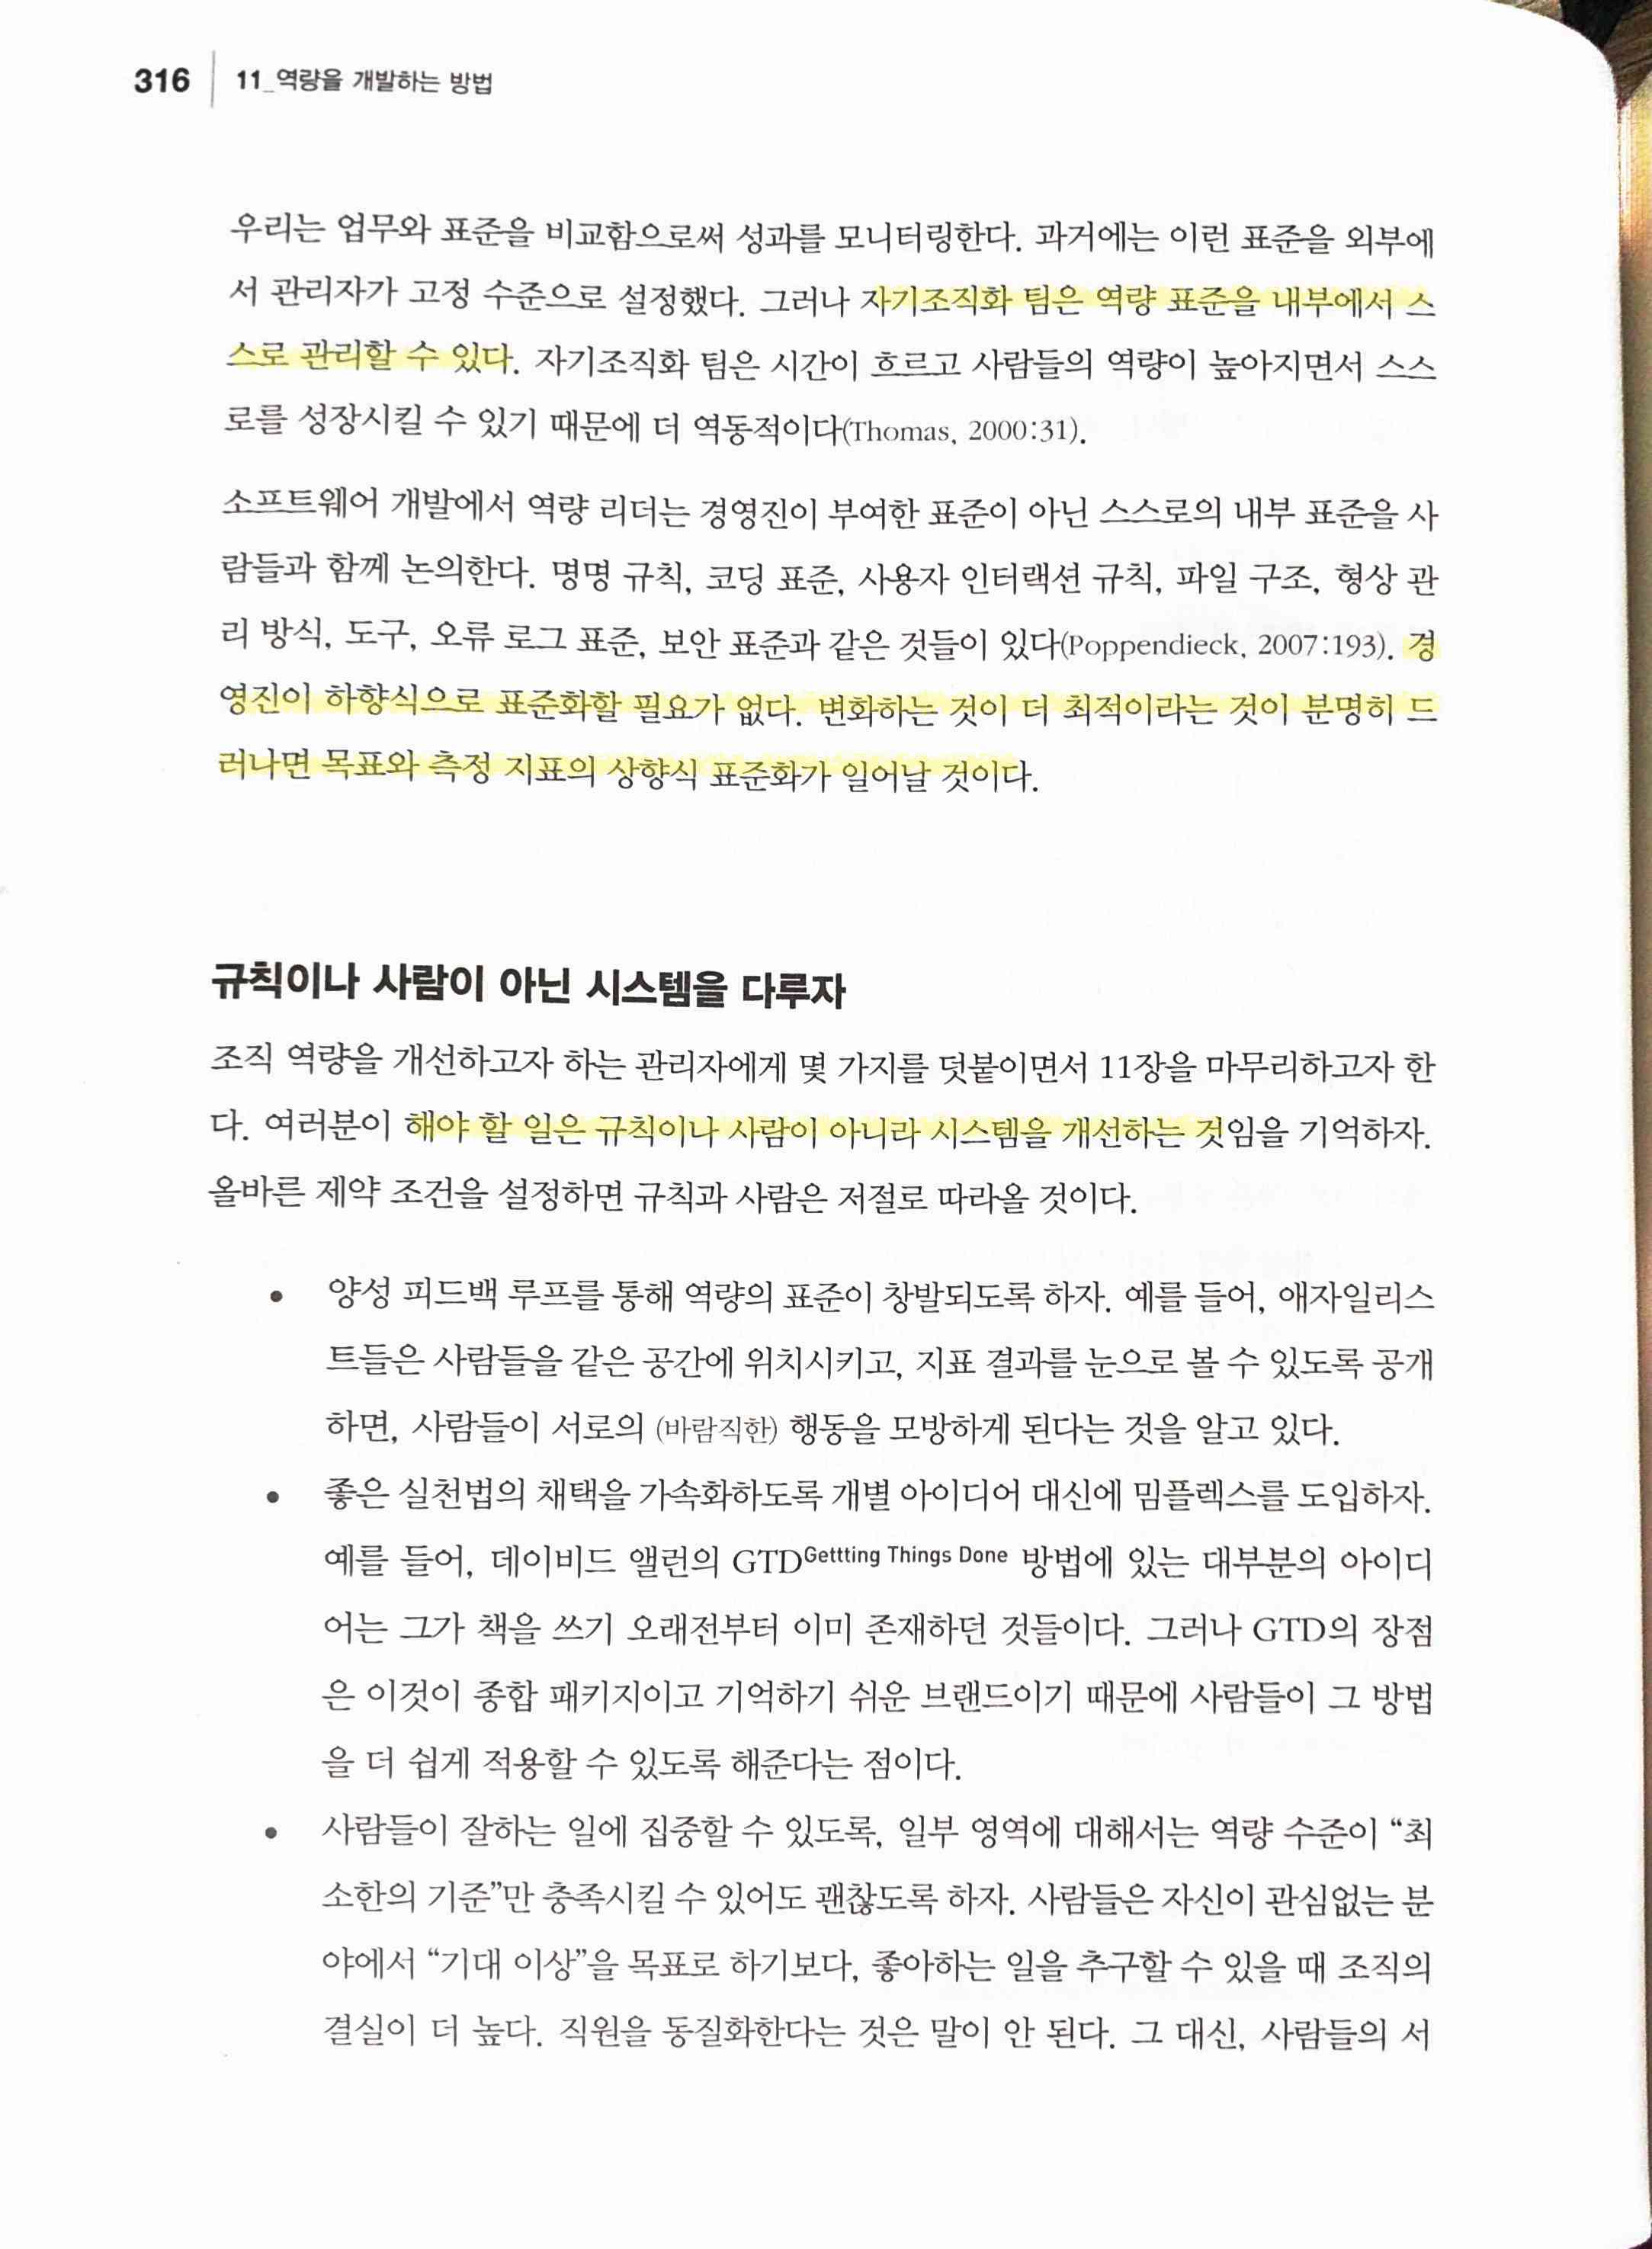 316 11_역량을 개발하는 방법
우리는 업무와 표준을 비교함으로써 성과를 모니터링한다. 과거에는 이런 표준을 외부에
서 관리자가 고정 수준으로 설정했다. 그러나 자기조직화 팀은 역량 표준을 내부에서 스
스로 관리할 수 있다. 자기조직화 팀은 시간이 흐르고 사람들의 역량이 높아지면서 스스
로를 성장시킬 수 있기 때문에 더 역동적이다(Thomas, 2000:31).
소프트웨어 개발에서 역량 리더는 경영진이 부여한 표준이 아닌 스스로의 내부 표준을 사
람들과 함께 논의한다. 명명 규칙, 코딩 표준, 사용자 인터랙션 규칙, 파일 구조, 형상 관
리 방식, 도구, 오류 로그 표준, 보안 표준과 같은 것들이 있다(Poppendieck, 2007:193). 경
영진이 하향식으로 표준화할 필요가 없다. 변화하는 것이 더 최적이라는 것이 분명히 드
러나면 목표와 측정 지표의 상향식 표준화가 일어날 것이다.
규칙이나 사람이 아닌 시스템을 다루자
조직 역량을 개선하고자 하는 관리자에게 몇 가지를 덧붙이면서 11장을 마무리하고자 한
다. 여러분이 해야 할 일은 규칙이나 사람이 아니라 시스템을 개선하는 것임을 기억하자.
올바른 제약 조건을 설정하면 규칙과 사람은 저절로 따라올 것이다.
• 양성 피드백 루프를 통해 역량의 표준이 창발되도록 하자. 예를 들어, 애자일리스
트들은 사람들을 같은 공간에 위치시키고, 지표 결과를 눈으로 볼 수 있도록 공개
하면, 사람들이 서로의 (바람직한) 행동을 모방하게 된다는 것을 알고 있다.
• 좋은 실천법의 채택을 가속화하도록 개별 아이디어 대신에 밈플렉스를 도입하자.
예를 들어, 데이비드 앨런의 GTD Gettting Things Done 방법에 있는 대부분의 아이디
어는 그가 책을 쓰기 오래전부터 이미 존재하던 것들이다. 그러나 GTD의 장점
은 이것이 종합 패키지이고 기억하기 쉬운 브랜드이기 때문에 사람들이 그 방법
을 더 쉽게 적용할 수 있도록 해준다는 점이다.
• 사람들이 잘하는 일에 집중할 수 있도록, 일부 영역에 대해서는 역량 수준이 “최
소한의 기준”만 충족시킬 수 있어도 괜찮도록 하자. 사람들은 자신이 관심없는 분
야에서 “기대 이상”을 목표로 하기보다, 좋아하는 일을 추구할 수 있을 때 조직의
결실이 더 높다. 직원을 동질화한다는 것은 말이 안 된다. 그 대신, 사람들의 서